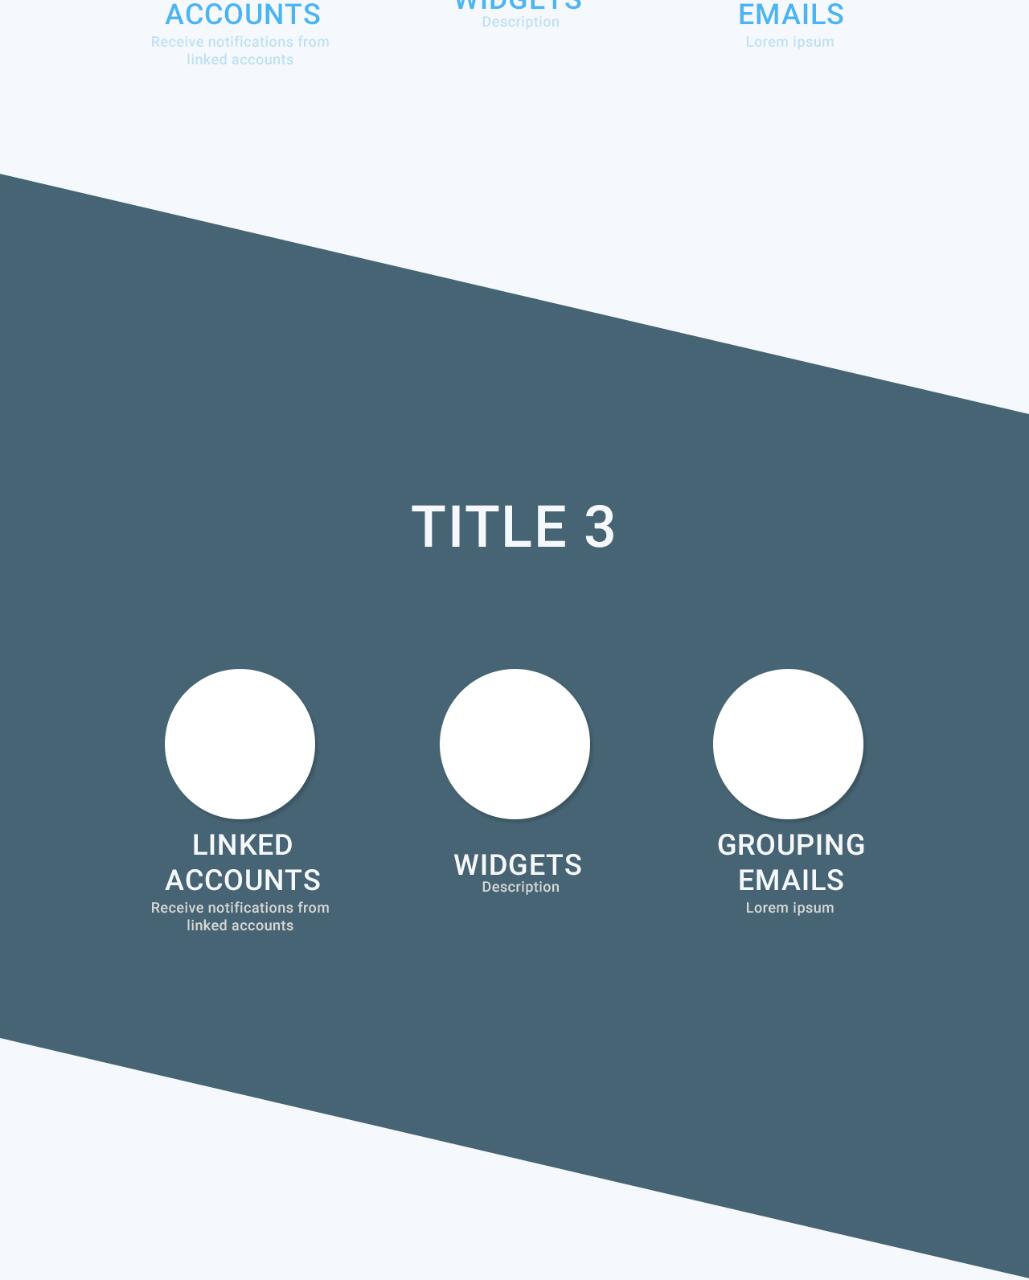 WIDGETS
ACCOUNTS
EMAILS
Description
Receive notifications from
linked accounts
Lorem ipsum
TITLE 3
LINKED
ACCOUNTS
Receive notifications from
linked accounts
WIDGETS
Description
GROUPING
EMAILS
Lorem ipsum